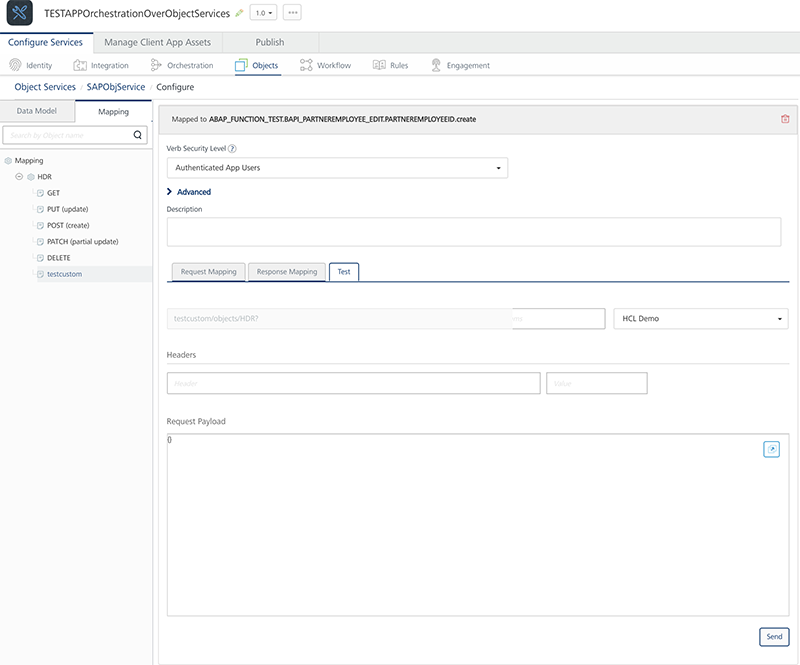 TESTAPPOrchestrationOverObjectServices 1.0
Configure Services Manage Client App Assets Publish
Identity Integration Orchestration Objects Workflow Rules Engagement
Object Services / SAPObjService / Configure
Data Model Mapping
Search by Object name
Mapping
HDR
GET
PUT (update)
POST (create)
PATCH (partial update)
DELETE
testcustom
Mapped to ABAP_FUNCTION_TEST.BAPI_PARTNEREMPLOYEE_EDIT.PARTNEREMPLOYEEID.create
Verb Security Level ?
Authenticated App Users
Advanced
Description
Request Mapping Response Mapping Test
testcustom/objects/HDR? HCL Demo
Headers
Header Value
Request Payload
{}
Send